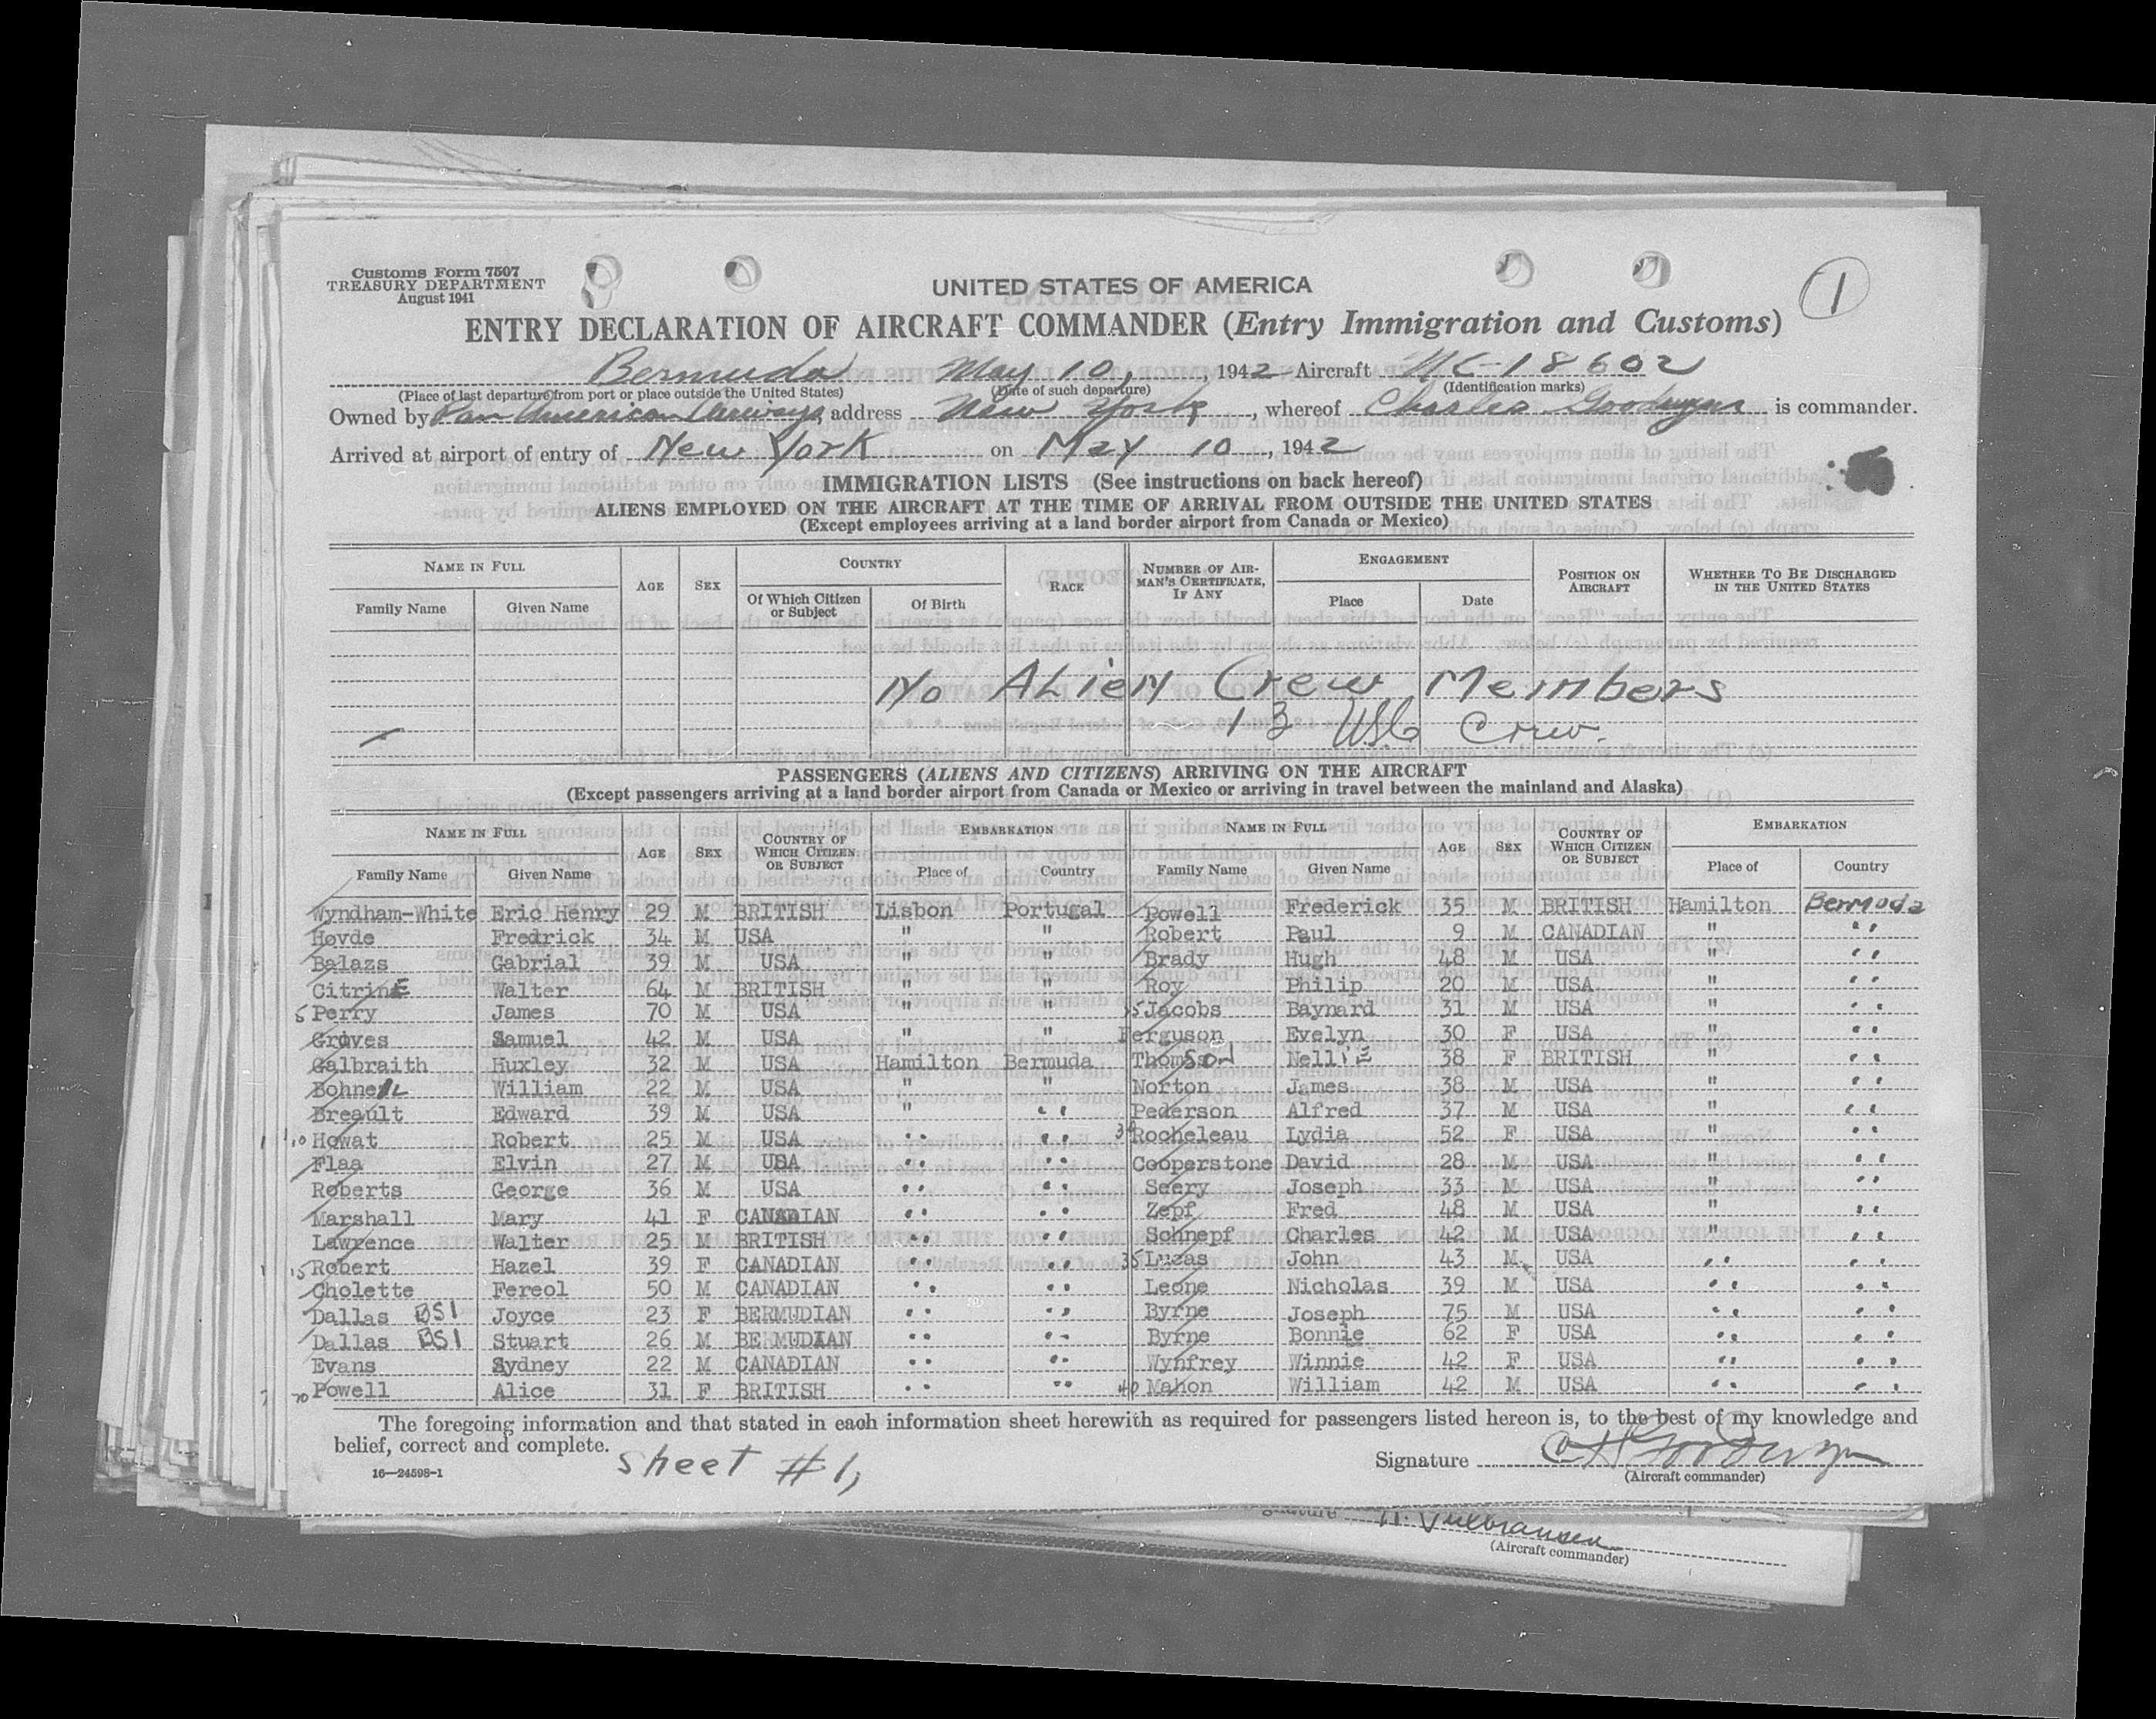 Customs Form 7507
TREASURY DEPARTMENT
August 1941
UNITED STATES OF AMERICA
1
ENTRY DECLARATION OF AIRCRAFT COMMANDER (Entry Immigration and Customs)
Bermuda May 10, 1942 Aircraft NC-18602
(Place of last departure from port or place outside the United States) (Date of such departure) (Identification marks)
Owned by Pan American Airways, address New York, whereof Charles Goodwyn is commander.
Arrived at airport of entry of New York on May 10, 1942
IMMIGRATION LISTS (See instructions on back hereof)
ALIENS EMPLOYED ON THE AIRCRAFT AT THE TIME OF ARRIVAL FROM OUTSIDE THE UNITED STATES
(Except employees arriving at a land border airport from Canada or Mexico)
NAME IN FULL AGE SEX COUNTRY RACE NUMBER OF AIRMAN'S CERTIFICATE, IF ANY ENGAGEMENT POSITION ON AIRCRAFT WHETHER TO BE DISCHARGED IN THE UNITED STATES
Family Name Given Name Of Which Citizen or Subject Of Birth Place Date
No ALieN Crew Members
13 USC Crew.
PASSENGERS (ALIENS AND CITIZENS) ARRIVING ON THE AIRCRAFT
(Except passengers arriving at a land border airport from Canada or Mexico or arriving in travel between the mainland and Alaska)
NAME IN FULL AGE SEX COUNTRY OF WHICH CITIZEN OR SUBJECT EMBARKATION NAME IN FULL AGE SEX COUNTRY OF WHICH CITIZEN OR SUBJECT EMBARKATION
Family Name Given Name Place of Country Family Name Given Name Place of Country
Wyndham-White Eric Henry 29 M BRITISH Lisbon Portugal Powell Frederick 35 M BRITISH Hamilton Bermuda
Hovde Fredrick 34 M USA " " Robert Paul 9 M CANADIAN " "
Balazs Gabrial 39 M USA " " Brady Hugh 48 M USA " "
CitrinE Walter 64 M BRITISH " " Roy Philip 20 M USA " "
5 Perry James 70 M USA " " Jacobs Baynard 31 M USA " "
Groves Samuel 42 M USA " " Ferguson Evelyn 30 F USA " "
Galbraith Huxley 32 M USA Hamilton Bermuda ThomSON NellIE 38 F BRITISH " "
Bohnell William 22 M USA " " Norton James 38 M USA " "
Breault Edward 39 M USA " " Pederson Alfred 37 M USA " "
10 Howat Robert 25 M USA " " 30 Rocheleau Lydia 52 F USA " "
Flaa Elvin 27 M USA " " Cooperstone David 28 M USA " "
Roberts George 36 M USA " " Seery Joseph 33 M USA " "
Marshall Mary 41 F CANADIAN " " Zepf Fred 48 M USA " "
Lawrence Walter 25 M BRITISH " " Schnepf Charles 42 M USA " "
15 Robert Hazel 39 F CANADIAN " " 35 Lucas John 43 M USA " "
Cholette Fereol 50 M CANADIAN " " Leone Nicholas 39 M USA " "
Dallas BSI Joyce 23 F BERMUDIAN " " Byrne Joseph 75 M USA " "
Dallas BSI Stuart 26 M BERMUDIAN " " Byrne Bonnie 62 F USA " "
Evans Sydney 22 M CANADIAN " " Wynfrey Winnie 42 F USA " "
20 Powell Alice 31 F BRITISH " " 40 Mahon William 42 M USA " "
The foregoing information and that stated in each information sheet herewith as required for passengers listed hereon is, to the best of my knowledge and
belief, correct and complete.
Sheet #1,
Signature C A Goodwyn
16—24598-1
(Aircraft commander)
Signature
(Aircraft commander)